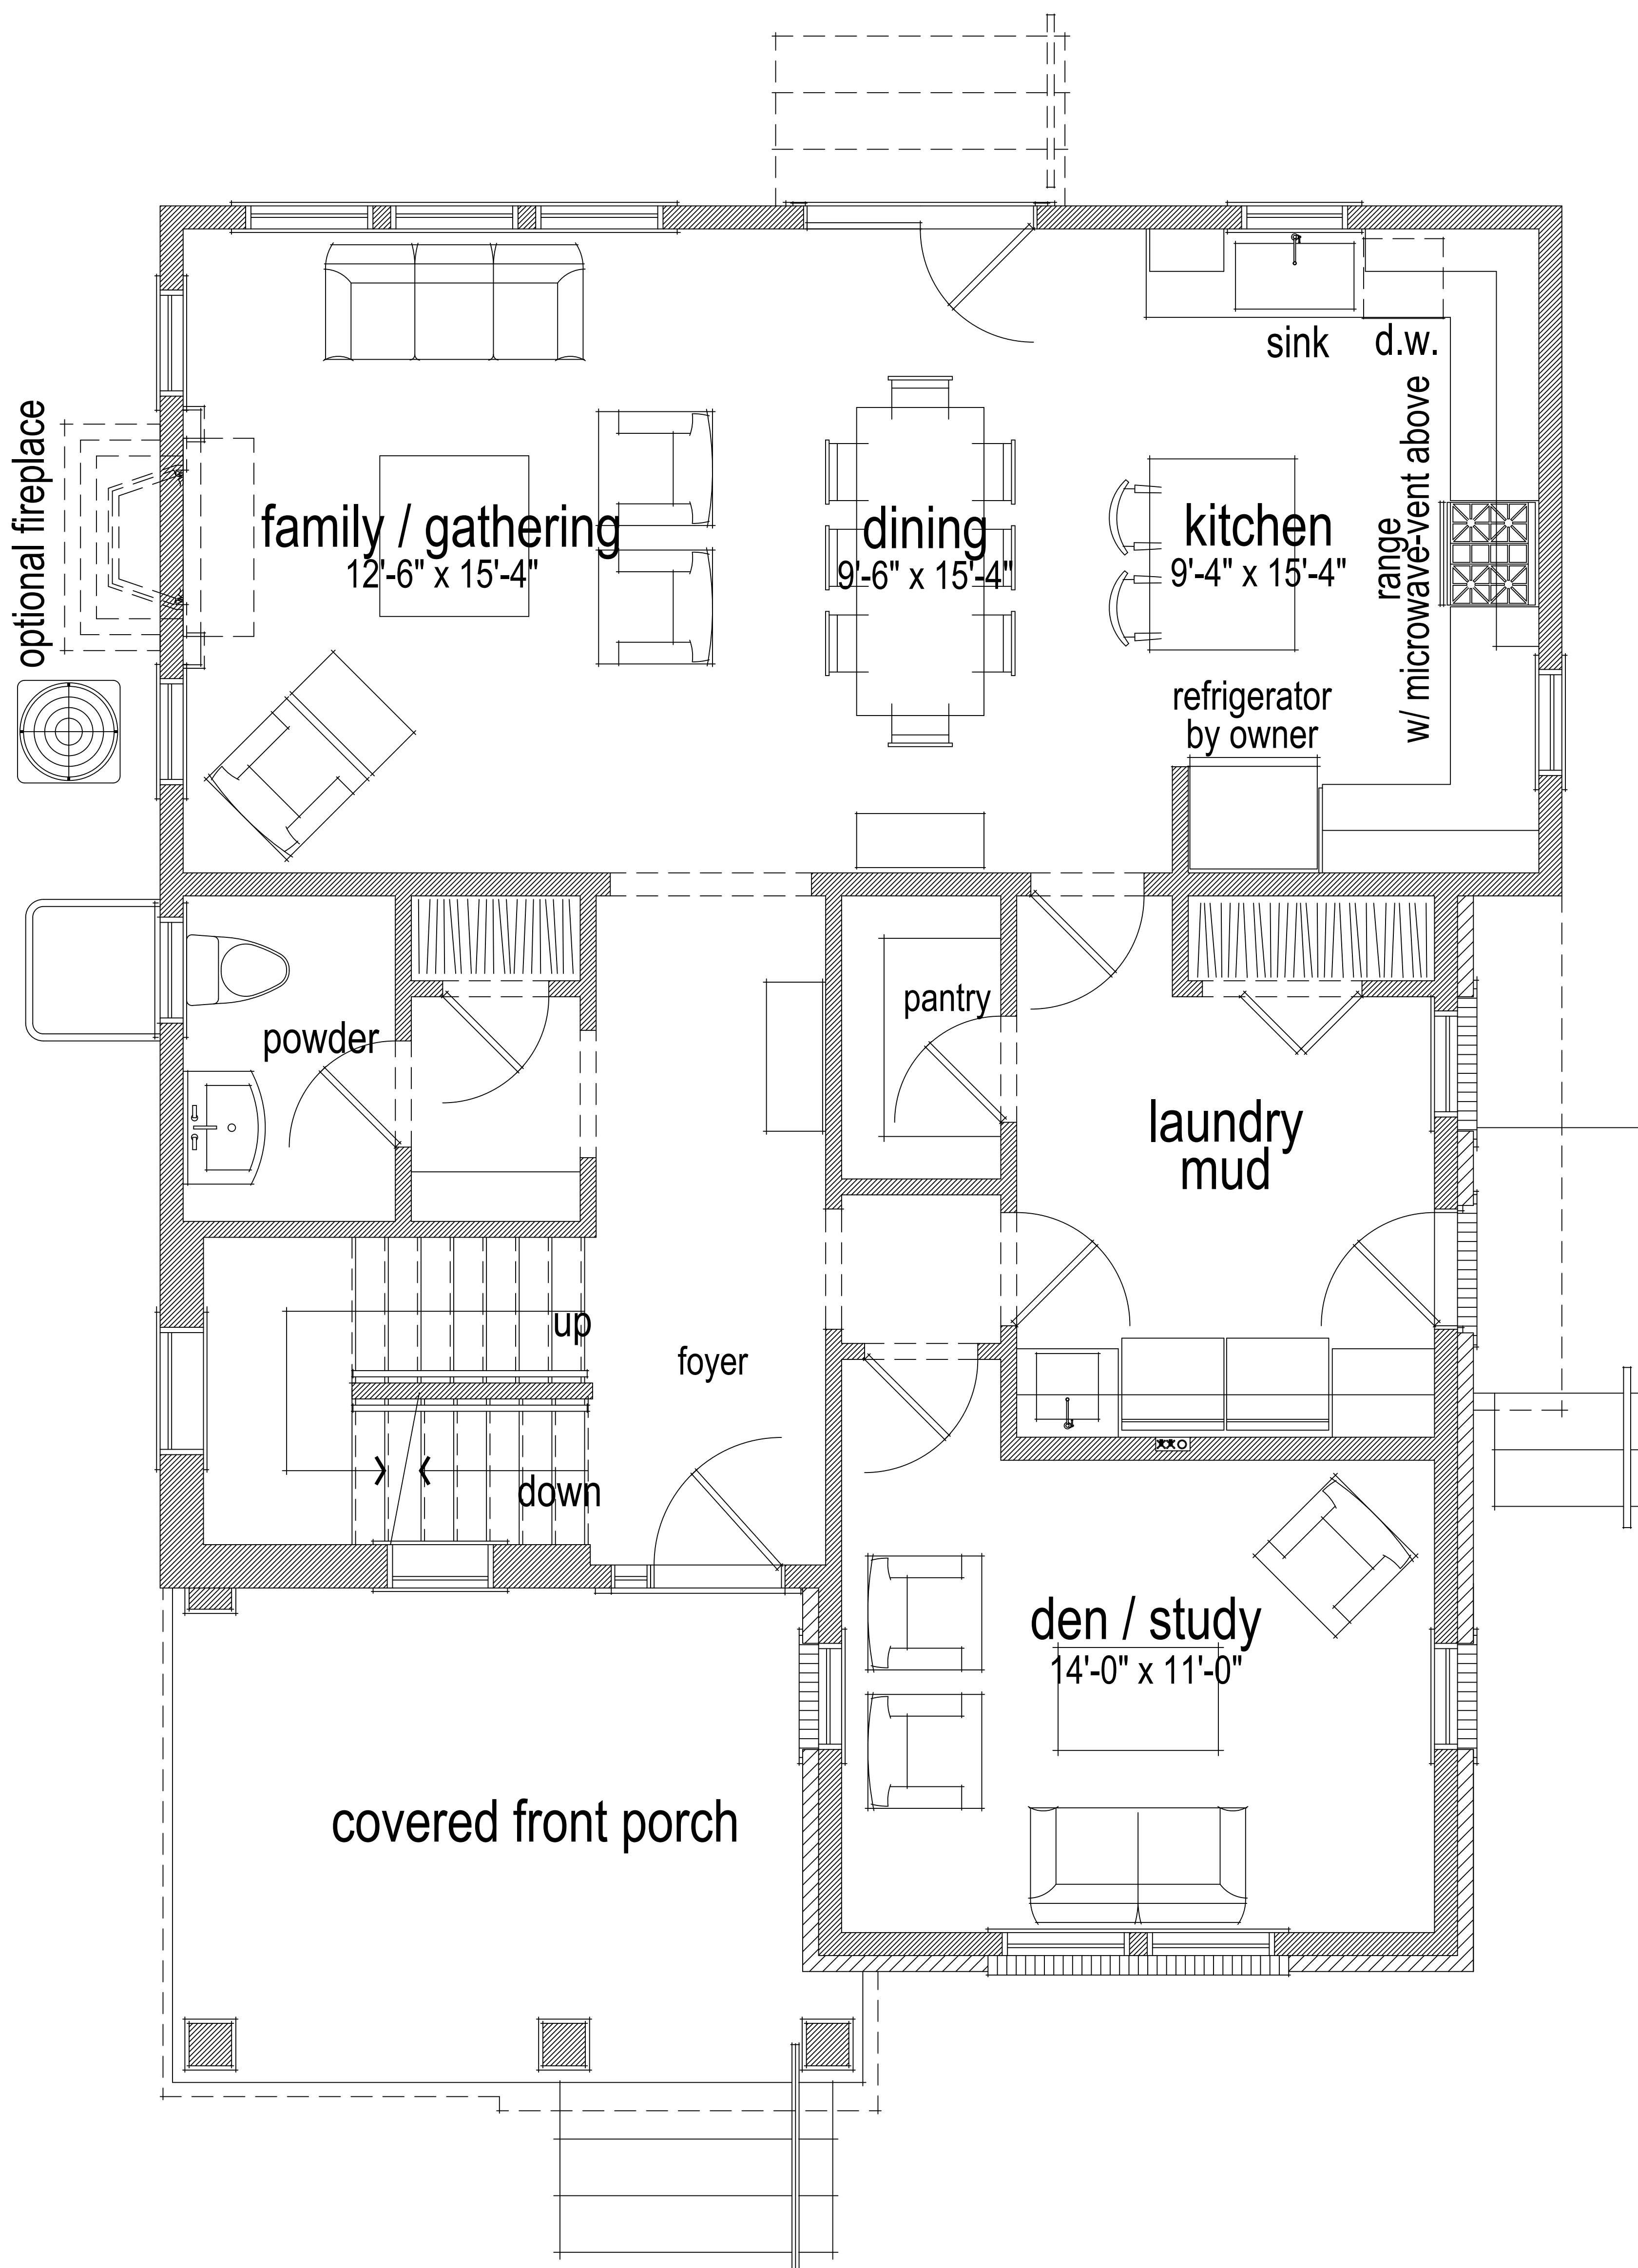 sink
d.w.
optional fireplace
range
w/ microwave-vent above
family / gathering
12'-6" x 15'-4"
dining
9'-6" x 15'-4"
kitchen
9'-4" x 15'-4"
refrigerator
by owner
pantry
powder
laundry
mud
up
foyer
down
den / study
14'-0" x 11'-0"
covered front porch